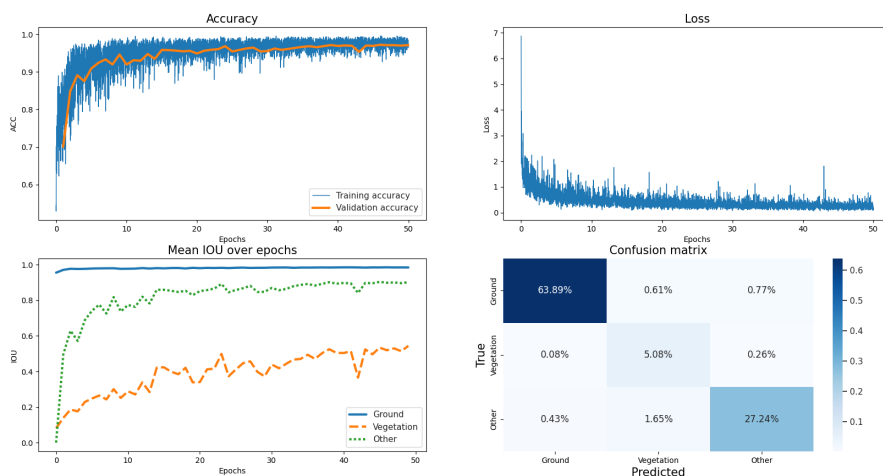 Accuracy
1.0
0.9
0.8
0.7
0.6
ACC
0 10 20 30 40 50
Epochs
Training accuracy
Validation accuracy
Loss
7
6
5
4
3
2
1
0
Loss
0 10 20 30 40 50
Epochs
Mean IOU over epochs
1.0
0.8
0.6
0.4
0.2
0.0
IOU
0 10 20 30 40 50
Epochs
Ground
Vegetation
Other
Confusion matrix
Ground 63.89% 0.61% 0.77%
Vegetation 0.08% 5.08% 0.26%
Other 0.43% 1.65% 27.24%
True
Ground Vegetation Other
Predicted
0.6
0.5
0.4
0.3
0.2
0.1